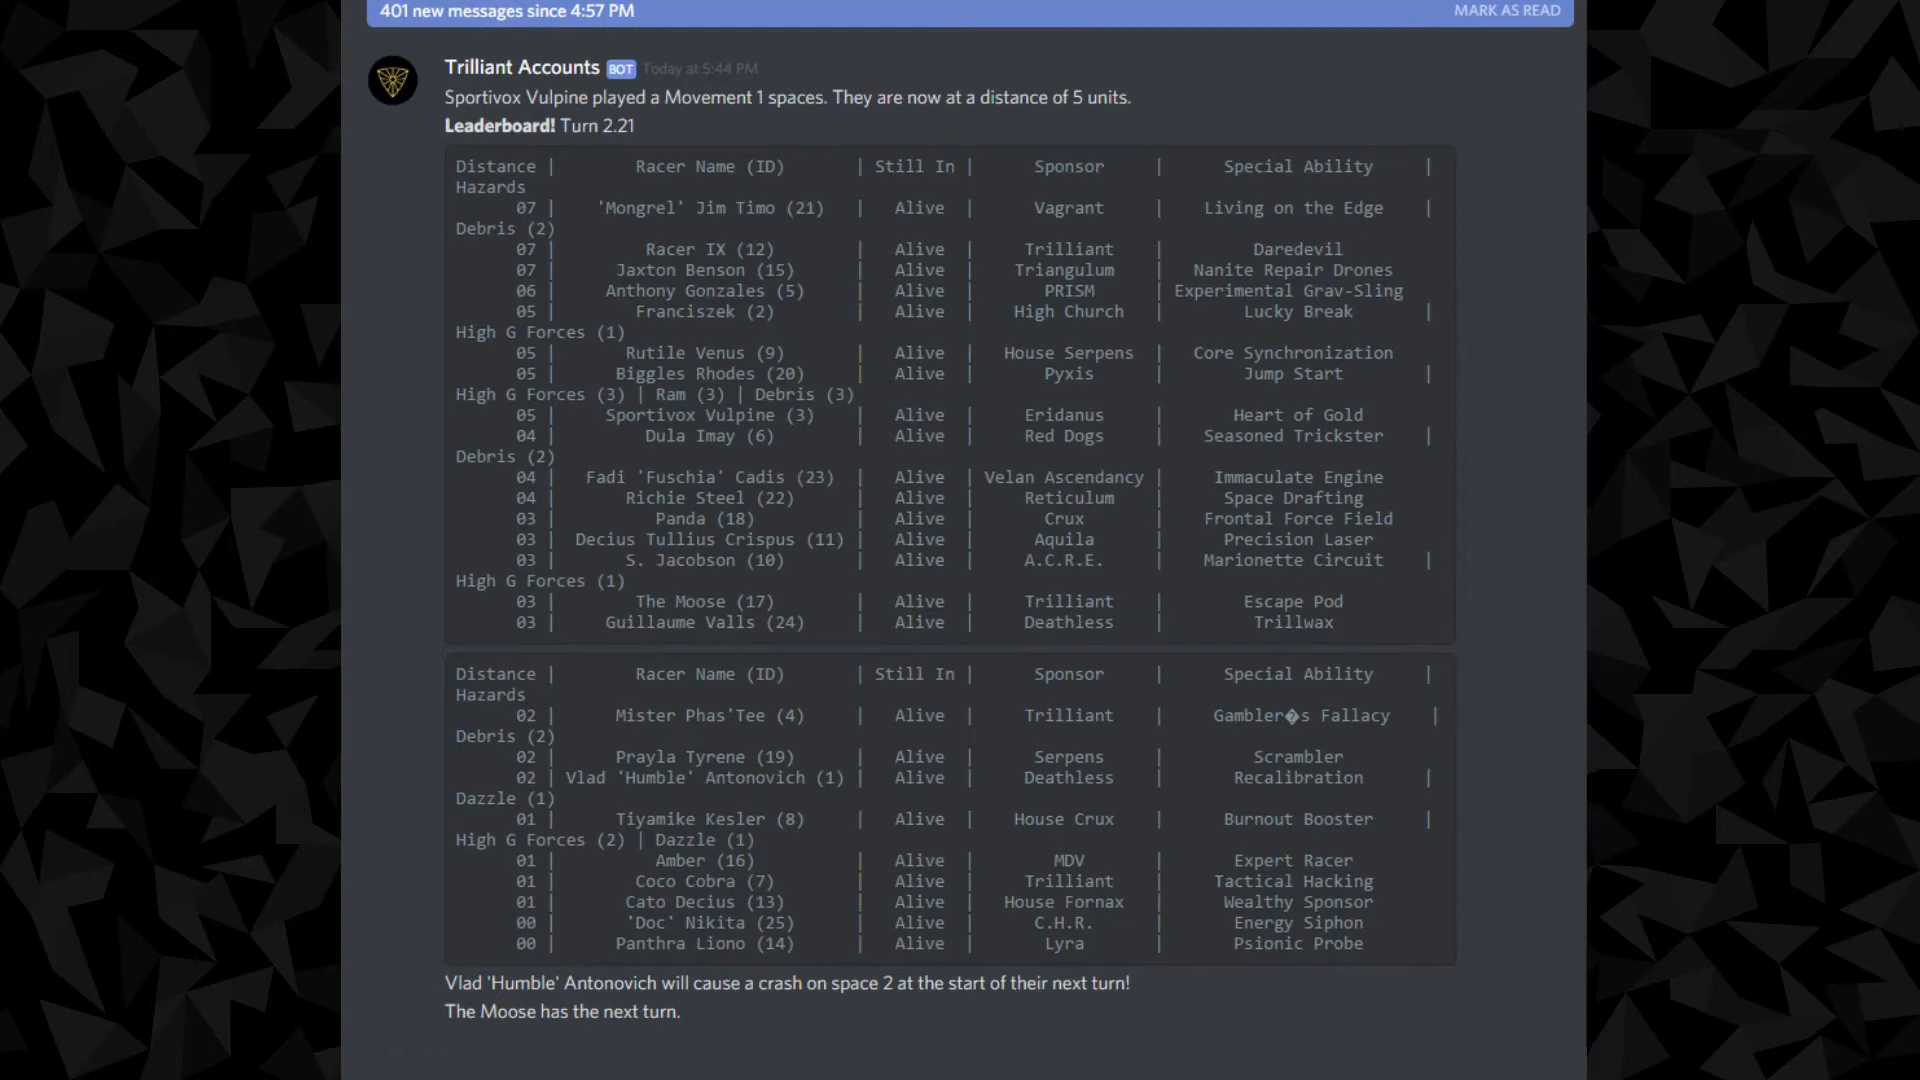 401 new messages since 4:57 PM MARK AS READ
Trilliant Accounts BOT Today at 5:44 PM
Sportivox Vulpine played a Movement 1 spaces. They are now at a distance of 5 units.
Leaderboard! Turn 2.21
Distance | Racer Name (ID) | Still In | Sponsor | Special Ability |
Hazards
07 | 'Mongrel' Jim Timo (21) | Alive | Vagrant | Living on the Edge |
Debris (2)
07 | Racer IX (12) | Alive | Trilliant | Daredevil
07 | Jaxton Benson (15) | Alive | Triangulum | Nanite Repair Drones
06 | Anthony Gonzales (5) | Alive | PRISM | Experimental Grav-Sling
05 | Franciszek (2) | Alive | High Church | Lucky Break |
High G Forces (1)
05 | Rutile Venus (9) | Alive | House Serpens | Core Synchronization
05 | Biggles Rhodes (20) | Alive | Pyxis | Jump Start |
High G Forces (3) | Ram (3) | Debris (3)
05 | Sportivox Vulpine (3) | Alive | Eridanus | Heart of Gold
04 | Dula Imay (6) | Alive | Red Dogs | Seasoned Trickster |
Debris (2)
04 | Fadi 'Fuschia' Cadis (23) | Alive | Velan Ascendancy | Immaculate Engine
04 | Richie Steel (22) | Alive | Reticulum | Space Drafting
03 | Panda (18) | Alive | Crux | Frontal Force Field
03 | Decius Tullius Crispus (11) | Alive | Aquila | Precision Laser
03 | S. Jacobson (10) | Alive | A.C.R.E. | Marionette Circuit |
High G Forces (1)
03 | The Moose (17) | Alive | Trilliant | Escape Pod
03 | Guillaume Valls (24) | Alive | Deathless | Trillwax
Distance | Racer Name (ID) | Still In | Sponsor | Special Ability |
Hazards
02 | Mister Phas'Tee (4) | Alive | Trilliant | Gambler�s Fallacy |
Debris (2)
02 | Prayla Tyrene (19) | Alive | Serpens | Scrambler
02 | Vlad 'Humble' Antonovich (1) | Alive | Deathless | Recalibration |
Dazzle (1)
01 | Tiyamike Kesler (8) | Alive | House Crux | Burnout Booster |
High G Forces (2) | Dazzle (1)
01 | Amber (16) | Alive | MDV | Expert Racer
01 | Coco Cobra (7) | Alive | Trilliant | Tactical Hacking
01 | Cato Decius (13) | Alive | House Fornax | Wealthy Sponsor
00 | 'Doc' Nikita (25) | Alive | C.H.R. | Energy Siphon
00 | Panthra Liono (14) | Alive | Lyra | Psionic Probe
Vlad 'Humble' Antonovich will cause a crash on space 2 at the start of their next turn!
The Moose has the next turn.